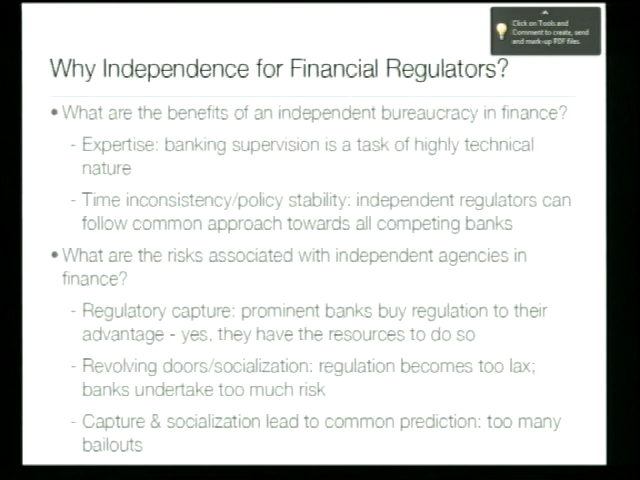 Click on Tools and
Comment to create, send
and mark-up PDF files.
Why Independence for Financial Regulators?
• What are the benefits of an independent bureaucracy in finance?
- Expertise: banking supervision is a task of highly technical
nature
- Time inconsistency/policy stability: independent regulators can
follow common approach towards all competing banks
• What are the risks associated with independent agencies in
finance?
- Regulatory capture: prominent banks buy regulation to their
advantage - yes, they have the resources to do so
- Revolving doors/socialization: regulation becomes too lax;
banks undertake too much risk
- Capture & socialization lead to common prediction: too many
bailouts